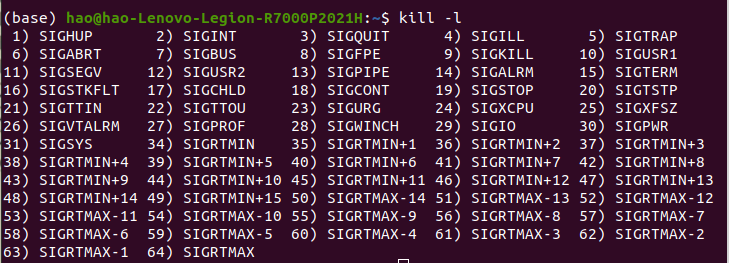 (base) hao@hao-Lenovo-Legion-R7000P2021H:~$ kill -l
 1) SIGHUP       2) SIGINT       3) SIGQUIT      4) SIGILL       5) SIGTRAP
 6) SIGABRT      7) SIGBUS       8) SIGFPE       9) SIGKILL     10) SIGUSR1
11) SIGSEGV     12) SIGUSR2     13) SIGPIPE     14) SIGALRM     15) SIGTERM
16) SIGSTKFLT   17) SIGCHLD     18) SIGCONT     19) SIGSTOP     20) SIGTSTP
21) SIGTTIN     22) SIGTTOU     23) SIGURG      24) SIGXCPU     25) SIGXFSZ
26) SIGVTALRM   27) SIGPROF     28) SIGWINCH    29) SIGIO       30) SIGPWR
31) SIGSYS      34) SIGRTMIN    35) SIGRTMIN+1  36) SIGRTMIN+2  37) SIGRTMIN+3
38) SIGRTMIN+4  39) SIGRTMIN+5  40) SIGRTMIN+6  41) SIGRTMIN+7  42) SIGRTMIN+8
43) SIGRTMIN+9  44) SIGRTMIN+10 45) SIGRTMIN+11 46) SIGRTMIN+12 47) SIGRTMIN+13
48) SIGRTMIN+14 49) SIGRTMIN+15 50) SIGRTMAX-14 51) SIGRTMAX-13 52) SIGRTMAX-12
53) SIGRTMAX-11 54) SIGRTMAX-10 55) SIGRTMAX-9  56) SIGRTMAX-8  57) SIGRTMAX-7
58) SIGRTMAX-6  59) SIGRTMAX-5  60) SIGRTMAX-4  61) SIGRTMAX-3  62) SIGRTMAX-2
63) SIGRTMAX-1  64) SIGRTMAX